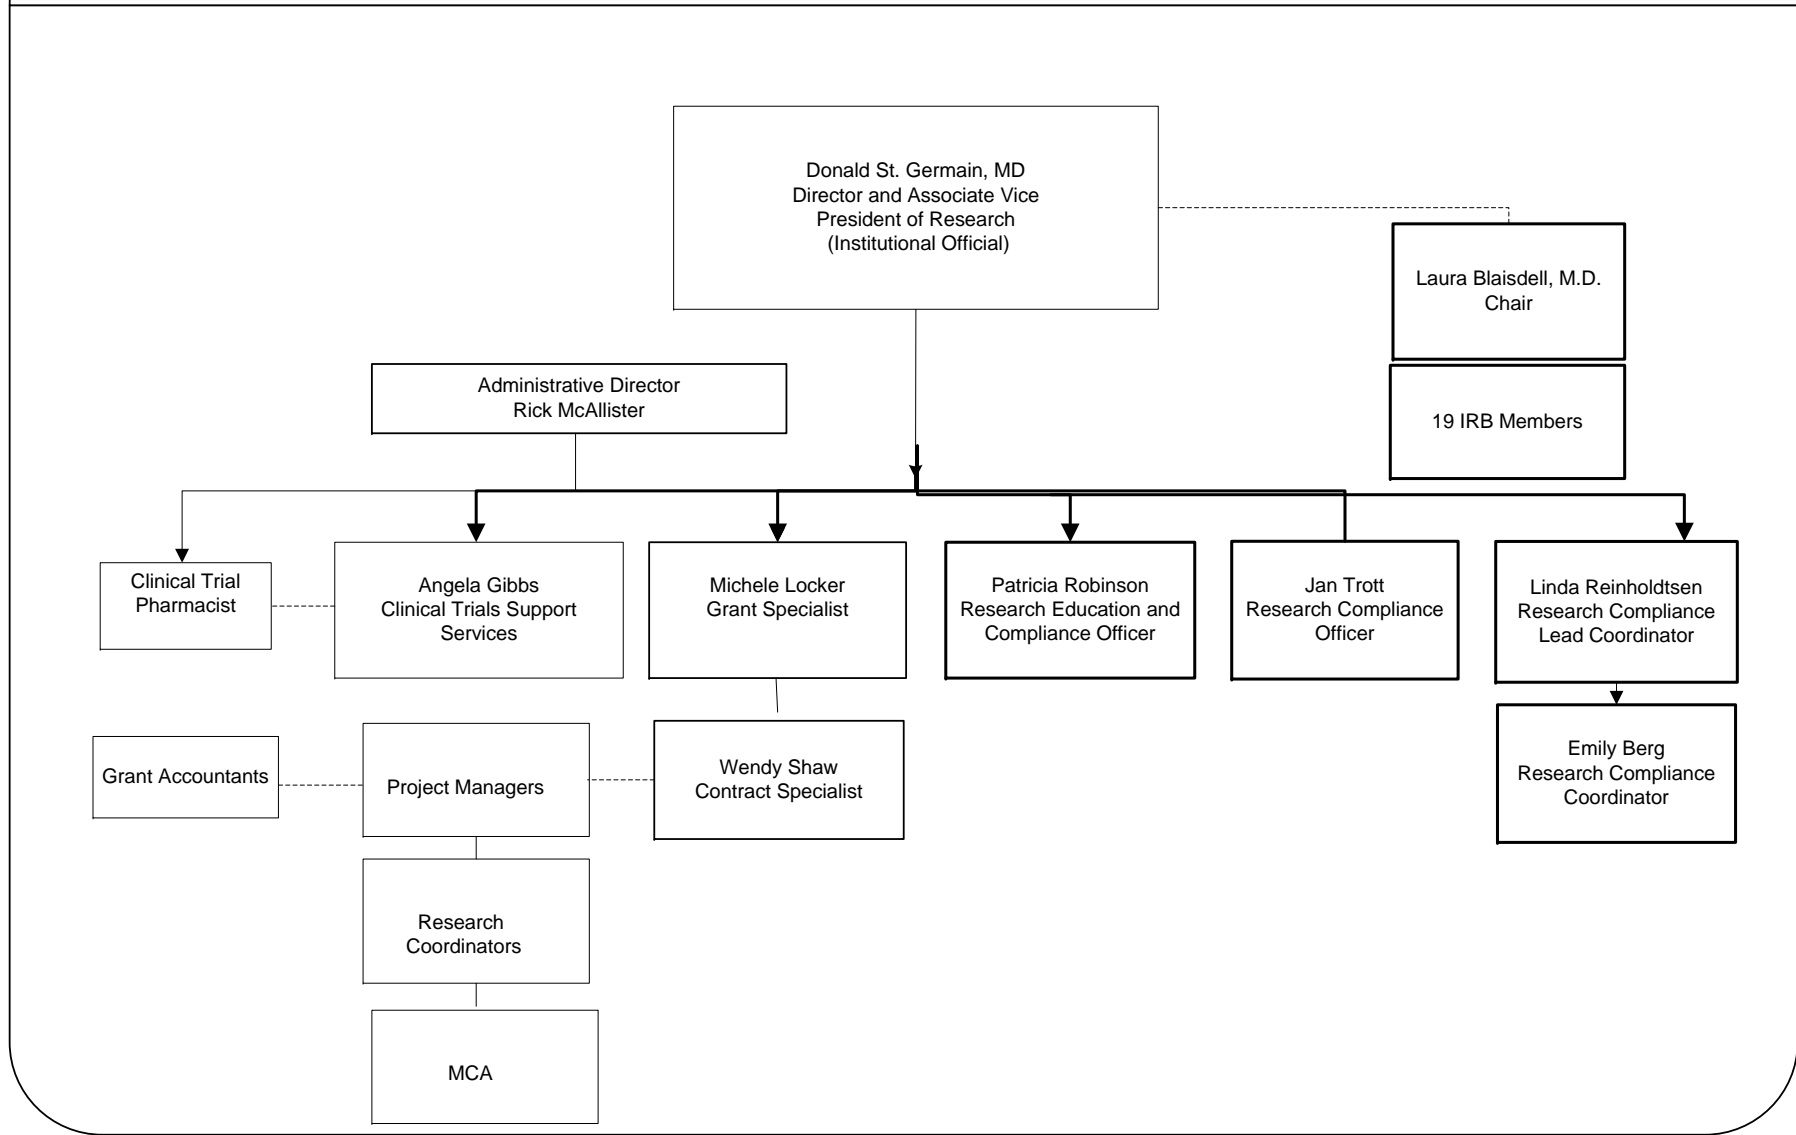 Donald St. Germain, MD
Director and Associate Vice
President of Research
(Institutional Official)
Laura Blaisdell, M.D.
Chair
Administrative Director
Rick McAllister
19 IRB Members
Clinical Trial
Pharmacist
Angela Gibbs
Clinical Trials Support
Services
Michele Locker
Grant Specialist
Patricia Robinson
Research Education and
Compliance Officer
Jan Trott
Research Compliance
Officer
Linda Reinholdtsen
Research Compliance
Lead Coordinator
Grant Accountants
Project Managers
Wendy Shaw
Contract Specialist
Emily Berg
Research Compliance
Coordinator
Research
Coordinators
MCA